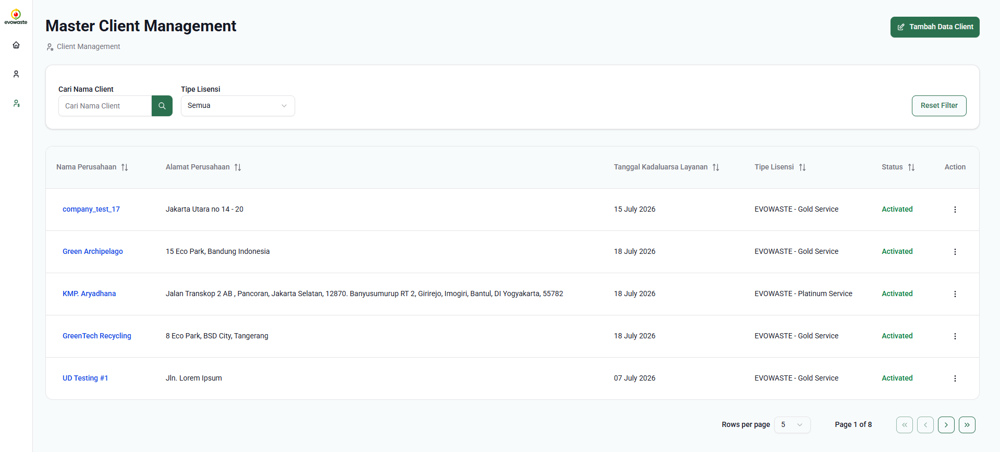 evowaste
Master Client Management
Tambah Data Client
Client Management
Cari Nama Client
Tipe Lisensi
Cari Nama Client
Semua
Reset Filter
Nama Perusahaan Alamat Perusahaan Tanggal Kadaluarsa Layanan Tipe Lisensi Status Action
company_test_17 Jakarta Utara no 14 - 20 15 July 2026 EVOWASTE - Gold Service Activated
Green Archipelago 15 Eco Park, Bandung Indonesia 18 July 2026 EVOWASTE - Gold Service Activated
KMP. Aryadhana Jalan Transkop 2 AB , Pancoran, Jakarta Selatan, 12870. Banyusumurup RT 2, Girirejo, Imogiri, Bantul, DI Yogyakarta, 55782 18 July 2026 EVOWASTE - Platinum Service Activated
GreenTech Recycling 8 Eco Park, BSD City, Tangerang 18 July 2026 EVOWASTE - Gold Service Activated
UD Testing #1 Jln. Lorem Ipsum 07 July 2026 EVOWASTE - Gold Service Activated
Rows per page 5 Page 1 of 8